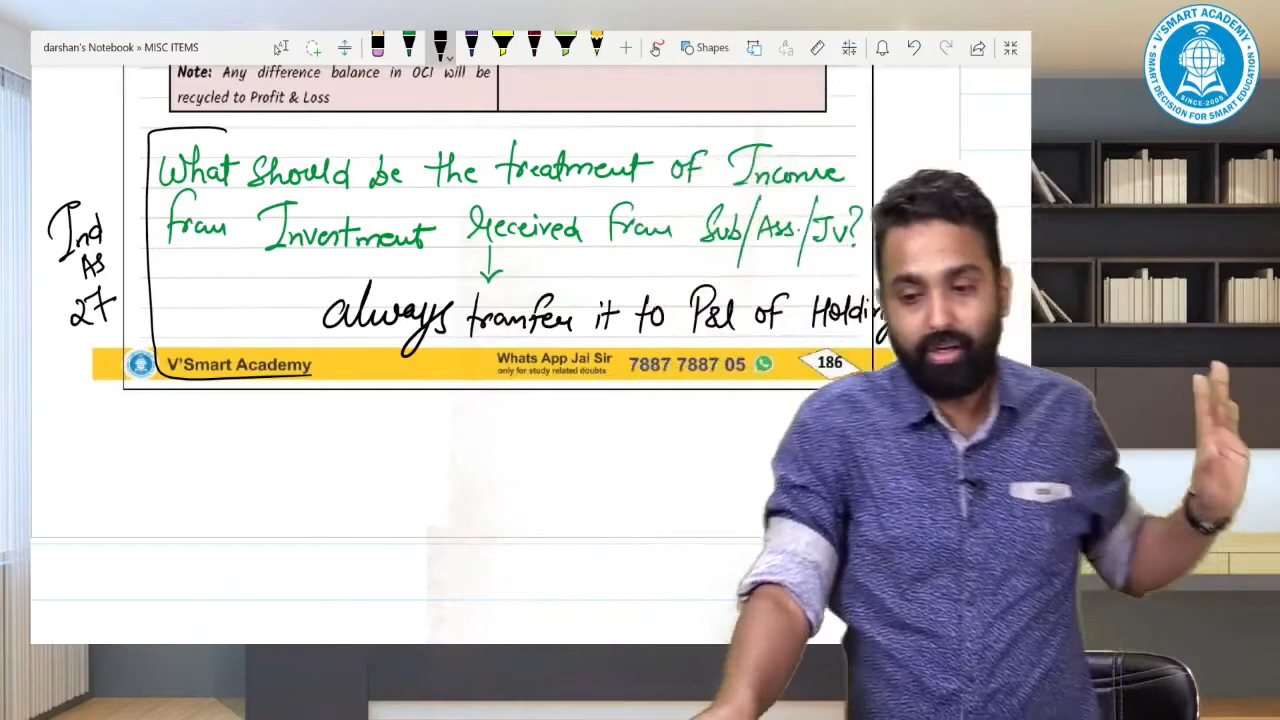 darshan's Notebook » MISC ITEMS
Shapes
V'SMART ACADEMY
SINCE-2005
SMART DECISION FOR SMART EDUCATION
Note: Any difference balance in OCI will be
recycled to Profit & Loss
What Should be the treatment of Income
from Investment Received from Sub/Ass./JV?
Ind
AS
27
always transfer it to P&L of Holding
V'Smart Academy
Whats App Jai Sir
only for study related doubts
7887 7887 05
186